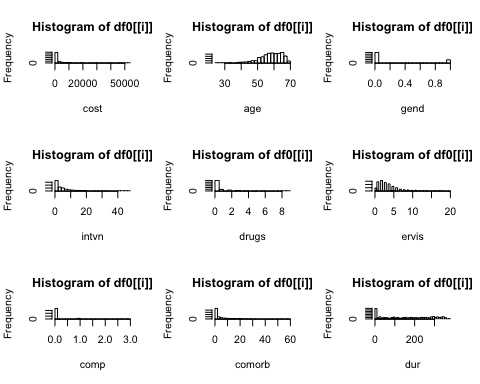 Histogram of df0[[i]]
Frequency
0
0 20000 50000
cost
Histogram of df0[[i]]
Frequency
0
30 50 70
age
Histogram of df0[[i]]
Frequency
0
0.0 0.4 0.8
gend
Histogram of df0[[i]]
Frequency
0
0 20 40
intvn
Histogram of df0[[i]]
Frequency
0
0 2 4 6 8
drugs
Histogram of df0[[i]]
Frequency
0
0 5 10 20
ervis
Histogram of df0[[i]]
Frequency
0
0.0 1.0 2.0 3.0
comp
Histogram of df0[[i]]
Frequency
0
0 20 40 60
comorb
Histogram of df0[[i]]
Frequency
0
0 200
dur